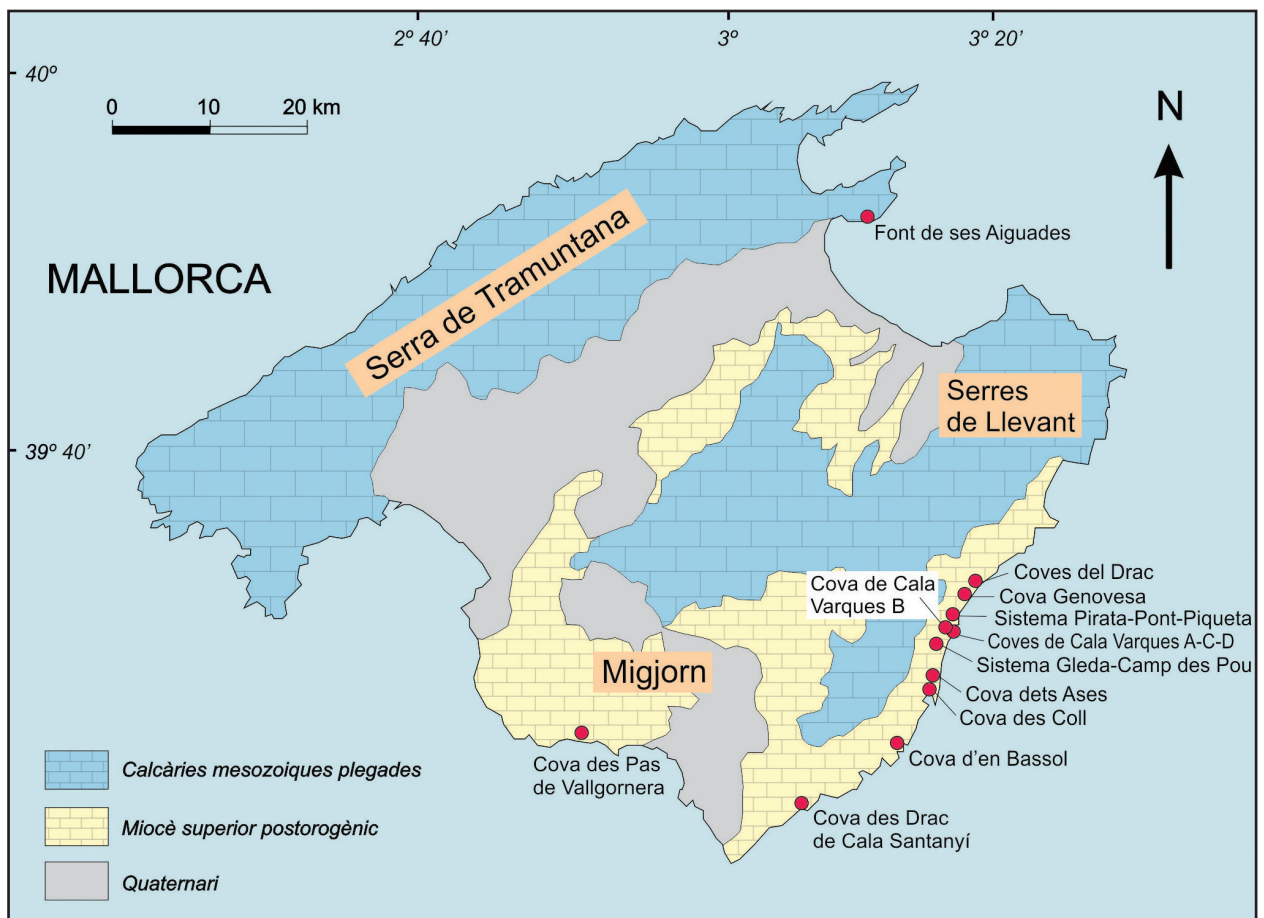 2º 40’
3º
3º 20’
40º
0 10 20 km
N
Font de ses Aiguades
MALLORCA
Serra de Tramuntana
Serres
de Llevant
39º 40’
Cova de Cala
Varques B
Coves del Drac
Cova Genovesa
Sistema Pirata-Pont-Piqueta
Coves de Cala Varques A-C-D
Sistema Gleda-Camp des Pou
Cova dets Ases
Cova des Coll
Migjorn
Cova d’en Bassol
Cova des Pas
de Vallgornera
Cova des Drac
de Cala Santanyí
Calcàries mesozoiques plegades
Miocè superior postorogènic
Quaternari